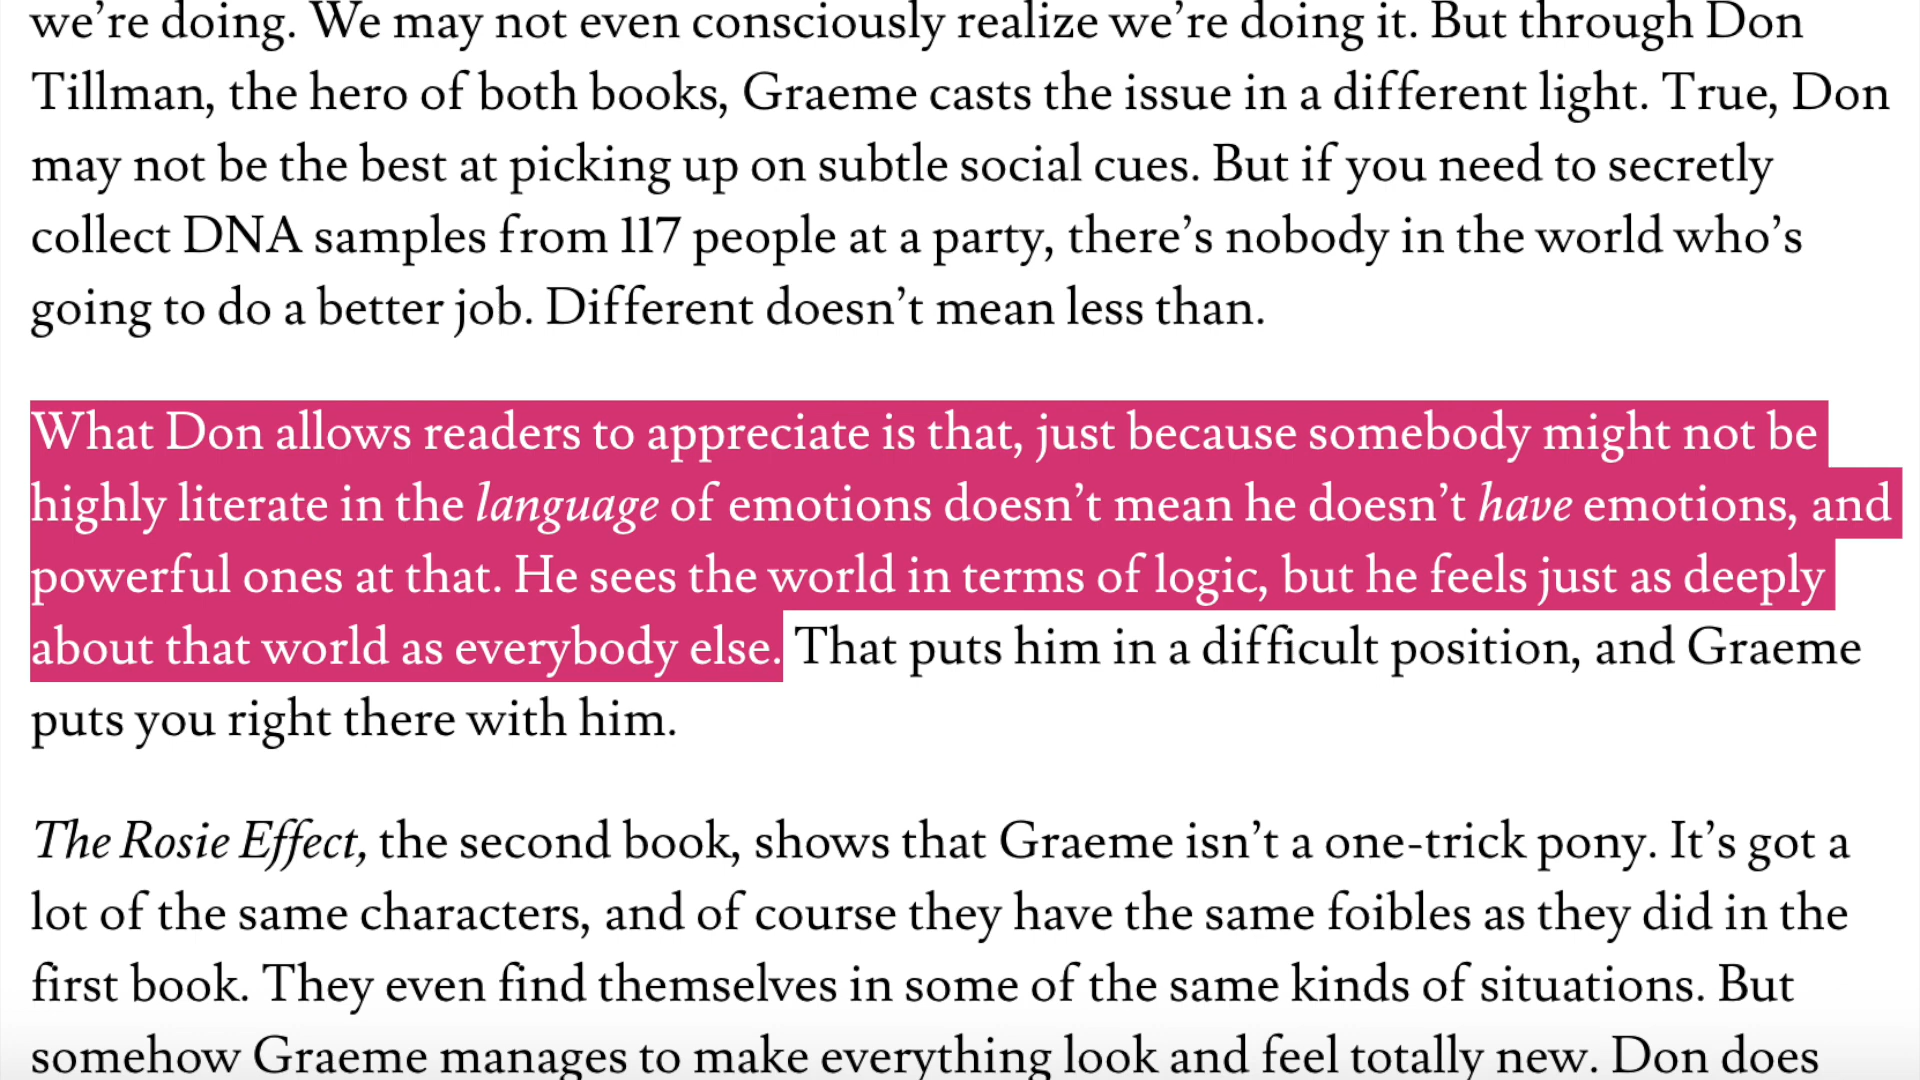 we’re doing. We may not even consciously realize we’re doing it. But through Don
Tillman, the hero of both books, Graeme casts the issue in a different light. True, Don
may not be the best at picking up on subtle social cues. But if you need to secretly
collect DNA samples from 117 people at a party, there’s nobody in the world who’s
going to do a better job. Different doesn’t mean less than.
What Don allows readers to appreciate is that, just because somebody might not be
highly literate in the language of emotions doesn’t mean he doesn’t have emotions, and
powerful ones at that. He sees the world in terms of logic, but he feels just as deeply
about that world as everybody else. That puts him in a difficult position, and Graeme
puts you right there with him.
The Rosie Effect, the second book, shows that Graeme isn’t a one-trick pony. It’s got a
lot of the same characters, and of course they have the same foibles as they did in the
first book. They even find themselves in some of the same kinds of situations. But
somehow Graeme manages to make everything look and feel totally new. Don does